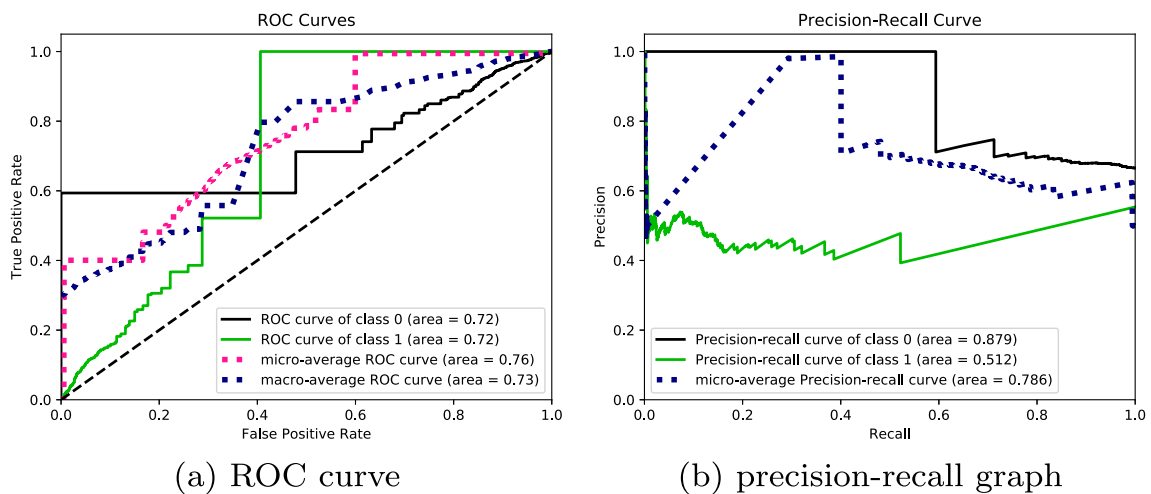 ROC Curves
1.0
0.8
0.6
0.4
0.2
0.0
True Positive Rate
0.0 0.2 0.4 0.6 0.8 1.0
False Positive Rate
ROC curve of class 0 (area = 0.72)
ROC curve of class 1 (area = 0.72)
micro-average ROC curve (area = 0.76)
macro-average ROC curve (area = 0.73)
(a) ROC curve
Precision-Recall Curve
1.0
0.8
0.6
0.4
0.2
0.0
Precision
0.0 0.2 0.4 0.6 0.8 1.0
Recall
Precision-recall curve of class 0 (area = 0.879)
Precision-recall curve of class 1 (area = 0.512)
micro-average Precision-recall curve (area = 0.786)
(b) precision-recall graph